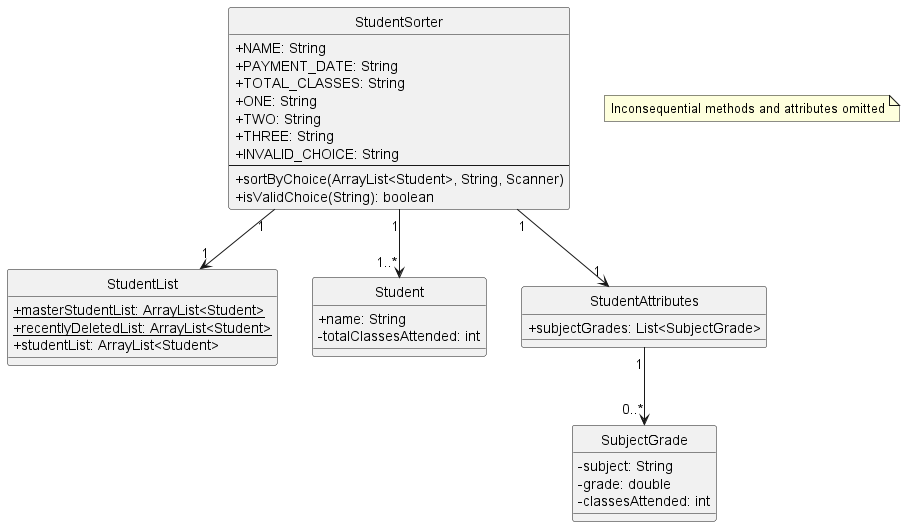 StudentSorter
+NAME: String
+PAYMENT_DATE: String
+TOTAL_CLASSES: String
+ONE: String
+TWO: String
+THREE: String
+INVALID_CHOICE: String
+sortByChoice(ArrayList<Student>, String, Scanner)
+isValidChoice(String): boolean
Inconsequential methods and attributes omitted
1
1
1
1
1..*
1
StudentList
+masterStudentList: ArrayList<Student>
+recentlyDeletedList: ArrayList<Student>
+studentList: ArrayList<Student>
Student
+name: String
-totalClassesAttended: int
StudentAttributes
+subjectGrades: List<SubjectGrade>
1
0..*
SubjectGrade
-subject: String
-grade: double
-classesAttended: int